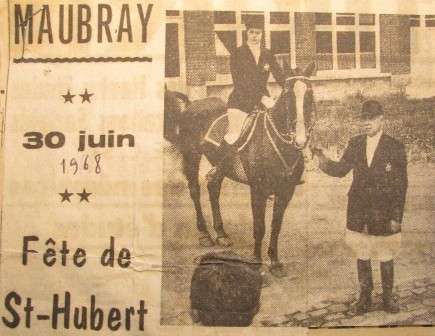 MAUBRAY
★★
30 juin
1968
★★
Fête de
St-Hubert